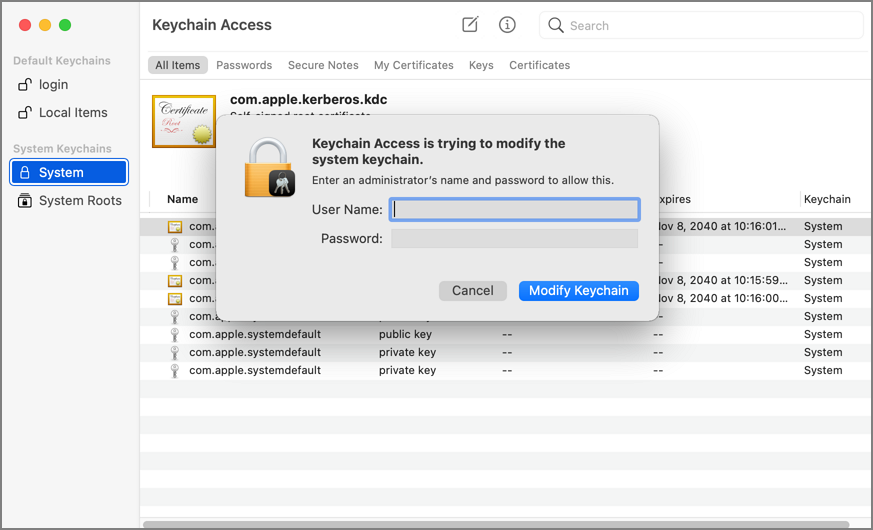 Keychain Access
Search
Default Keychains
login
Local Items
System Keychains
System
System Roots
All Items
Passwords
Secure Notes
My Certificates
Keys
Certificates
Certificate
Root
com.apple.kerberos.kdc
Self-signed root certificate
Keychain Access is trying to modify the
system keychain.
Enter an administrator's name and password to allow this.
User Name:
Password:
Cancel
Modify Keychain
Name
xpires
Keychain
com.a
lov 8, 2040 at 10:16:01... System
com.a
-- System
com.a
-- System
com.a
lov 8, 2040 at 10:15:59... System
com.a
lov 8, 2040 at 10:16:00... System
com.ap
-- System
com.apple.systemdefault public key -- -- System
com.apple.systemdefault private key -- -- System
com.apple.systemdefault private key -- -- System